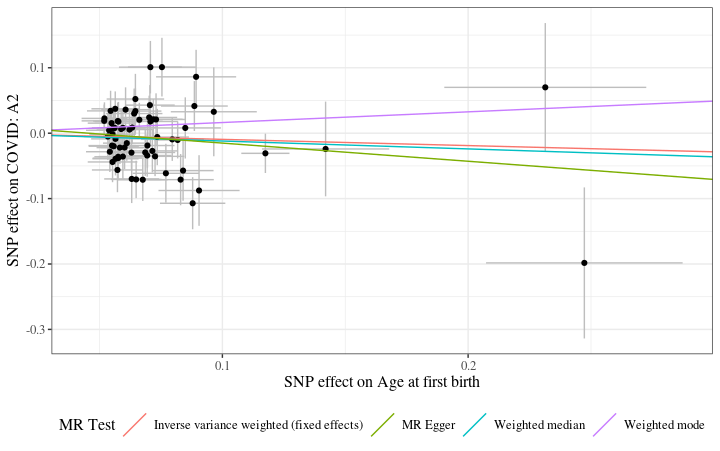 SNP effect on COVID: A2
0.1
0.0
-0.1
-0.2
-0.3
0.1
0.2
SNP effect on Age at first birth
MR Test
Inverse variance weighted (fixed effects)
MR Egger
Weighted median
Weighted mode